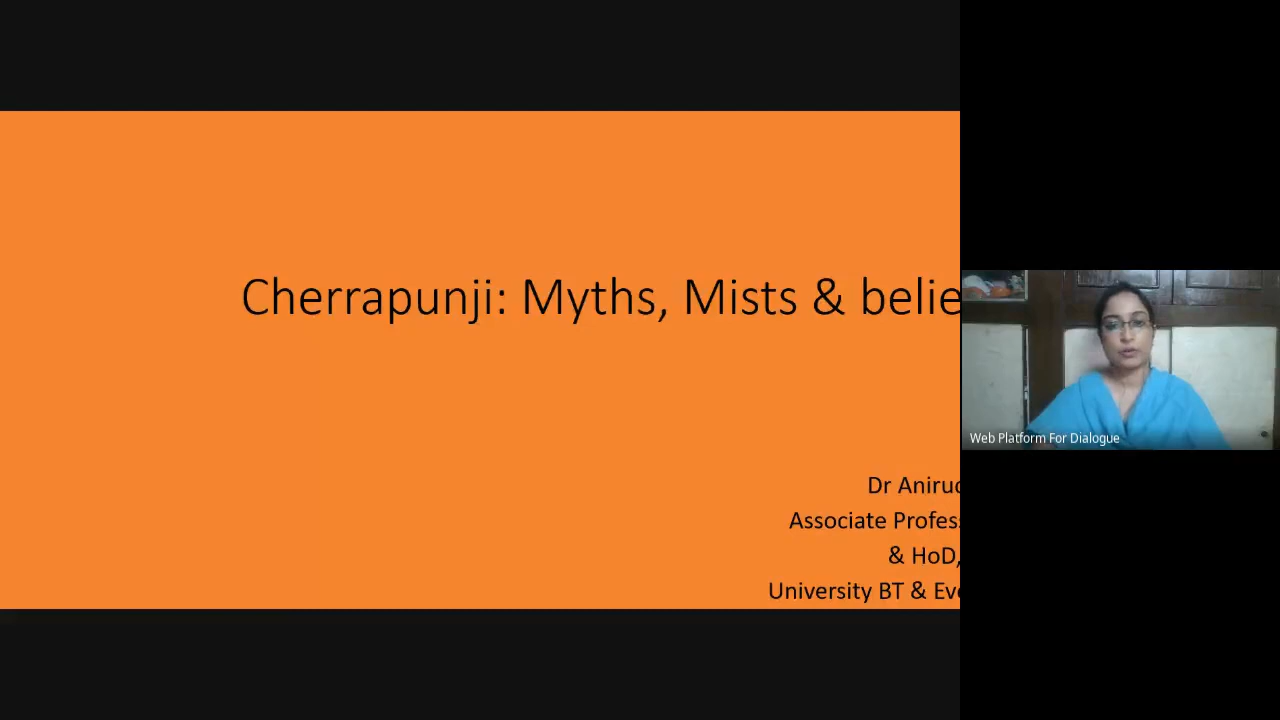 Cherrapunji: Myths, Mists & belie
Dr Aniruc
Associate Profes
& HoD,
University BT & Eve
Web Platform For Dialogue